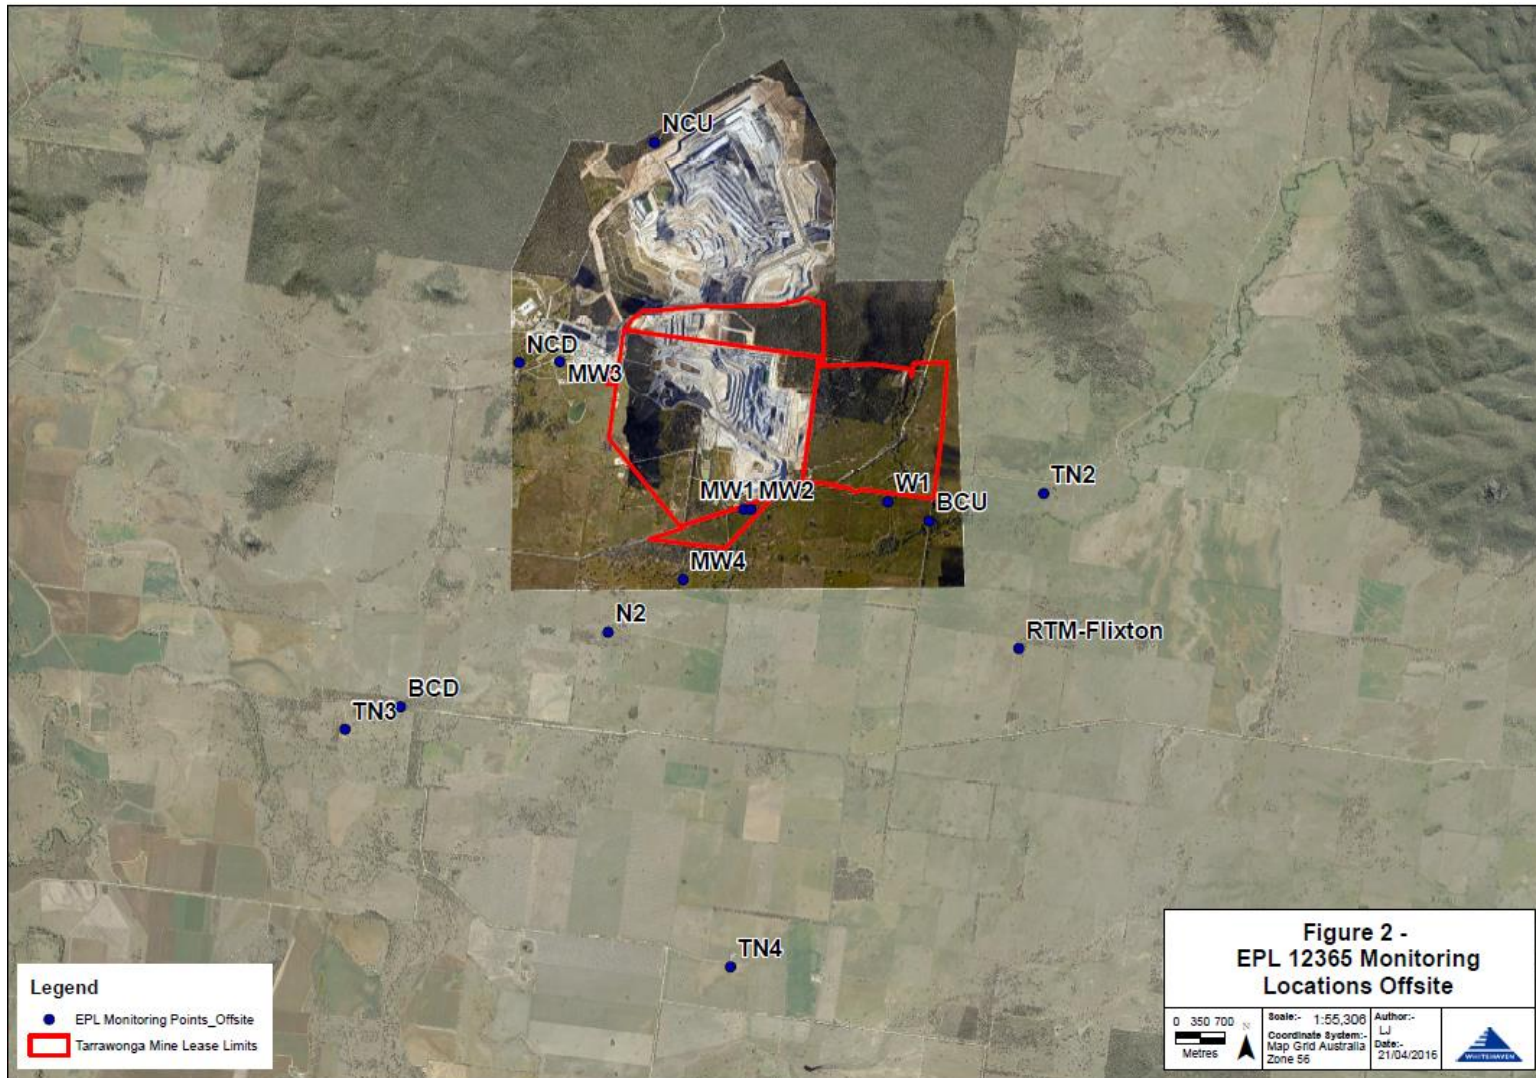 NCU
NCD
MW3
MW1
MW2
W1
BCU
TN2
MW4
N2
RTM-Flixton
BCD
TN3
TN4
Legend
EPL Monitoring Points_Offsite
Tarrawonga Mine Lease Limits
Figure 2 -
EPL 12365 Monitoring
Locations Offsite
0 350 700
Metres
N
Scale:- 1:55,306
Coordinate System:-
Map Grid Australia
Zone 56
Author:-
LJ
Date:-
21/04/2016
WHITEHAVEN